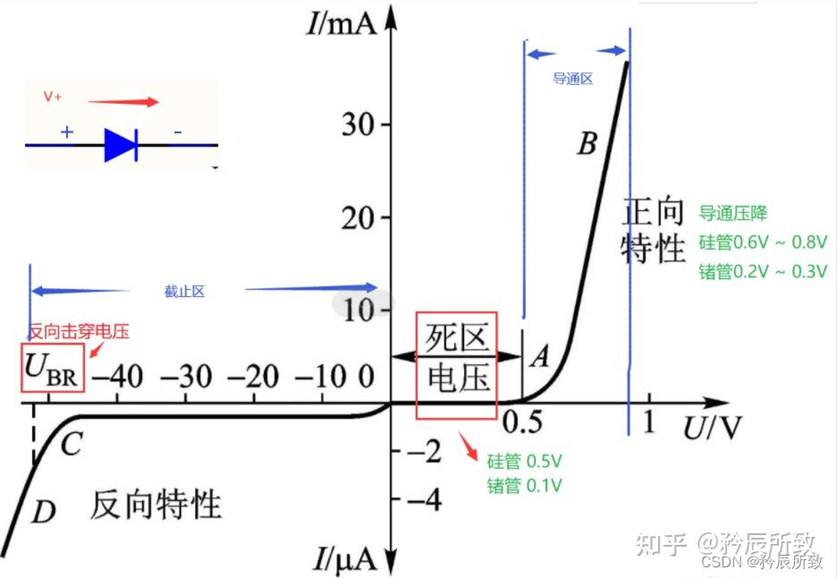 I/mA
V+
+
-
导通区
30
B
20
正向
特性
导通压降
硅管0.6V ~ 0.8V
锗管0.2V ~ 0.3V
截止区
10
反向击穿电压
死区
电压
A
UBR
-40
-30
-20
-10
0
0.5
1
U/V
C
-2
硅管 0.5V
锗管 0.1V
D
反向特性
-4
I/μA
知乎 @矜辰所致
CSDN @矜辰所致